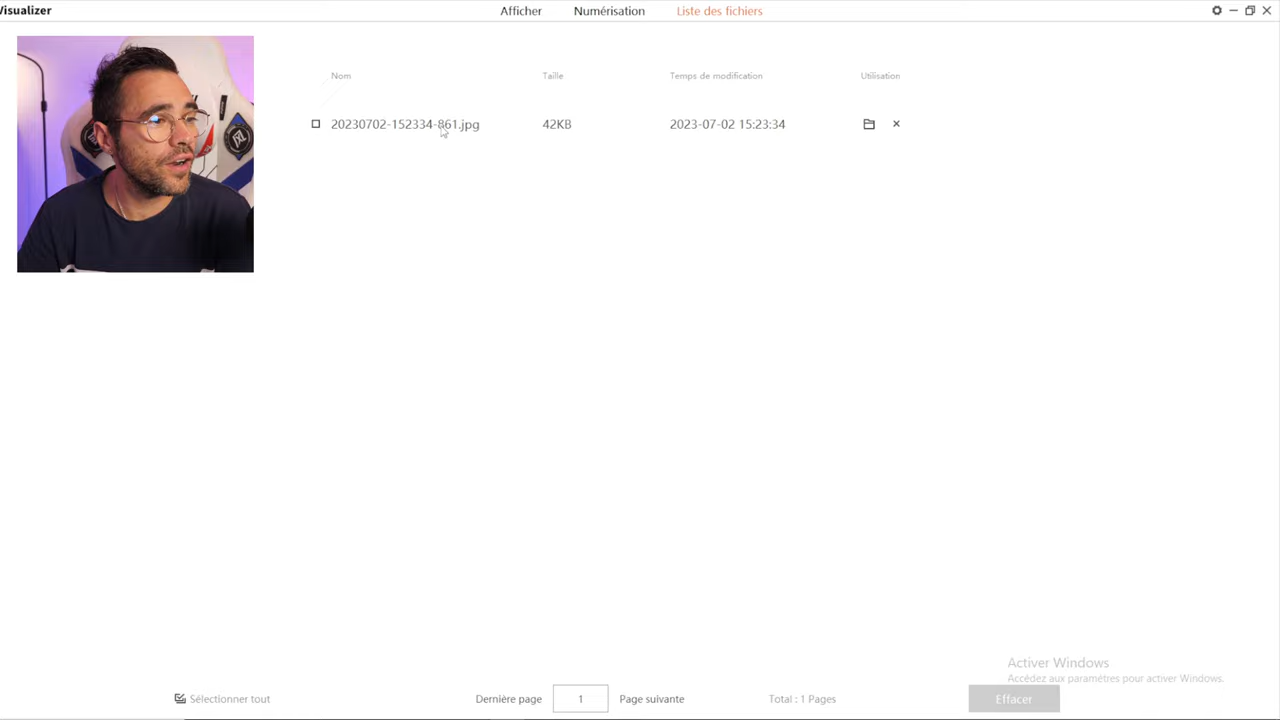 Visualizer
Afficher Numérisation Liste des fichiers
Nom Taille Temps de modification Utilisation
20230702-152334-861.jpg 42KB 2023-07-02 15:23:34
Activer Windows
Accédez aux paramètres pour activer Windows.
Sélectionner tout Dernière page 1 Page suivante Total : 1 Pages Effacer